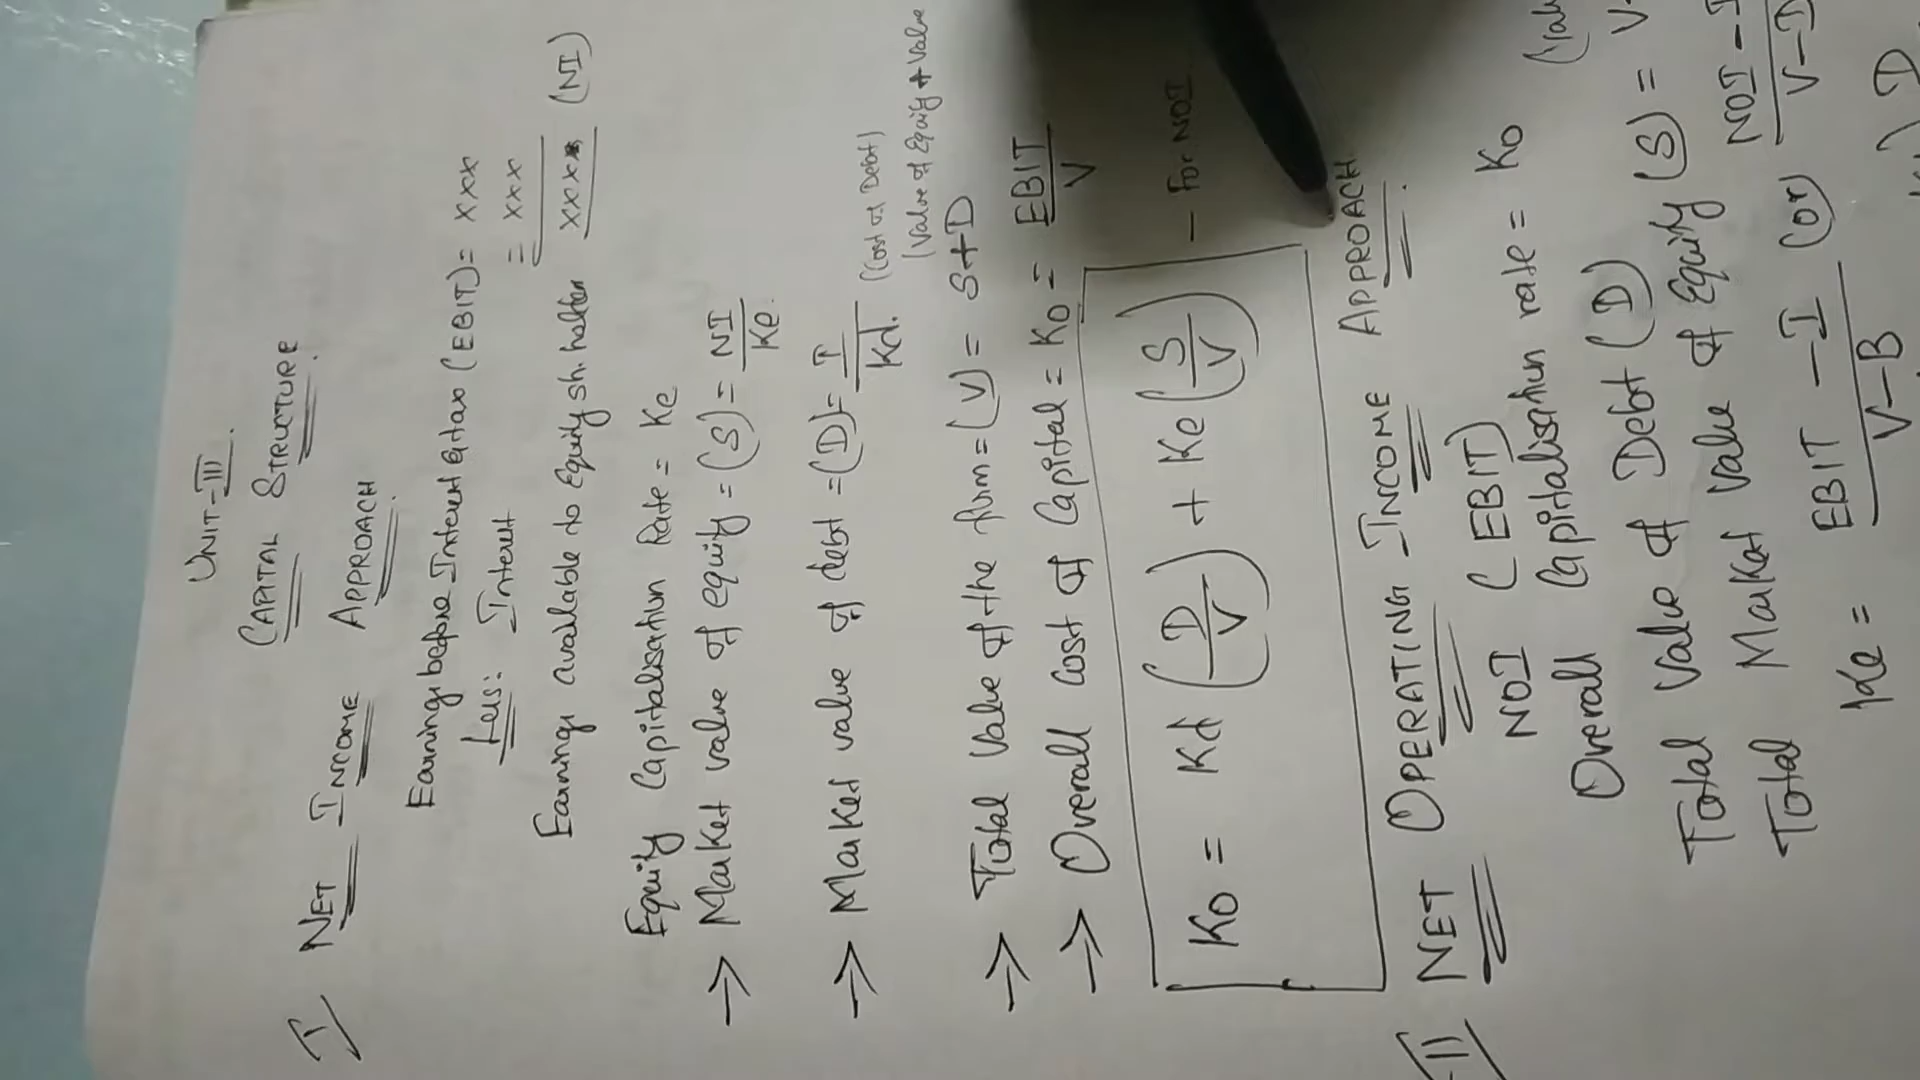 UNIT-III.
CAPITAL STRUCTURE.
I NET INCOME APPROACH.
Earnings before Interest & tax (EBIT) = xxx
Less: Interest = xxx
Earnings available to Equity sh. holder xxxx (NI)
Equity Capitalisation Rate = Ke
→ Market value of equity = (S) = NI / Ke.
→ Market value of debt = (D) = I / Kd. (Cost of Debt)
(Value of Equity + Value
→ Total Value of the firm = (V) = S+D
→ Overall Cost of Capital = Ko = EBIT / V
Ko = Kd (D/V) + Ke (S/V) - For NOI
II NET OPERATING INCOME APPROACH.
NOI (EBIT)
Overall Capitalisation rate = Ko
Total Value of Debt (D)
Total Market Value of Equity (S) = V-
Ke = EBIT - I / V-B (or) NOI - I / V-D